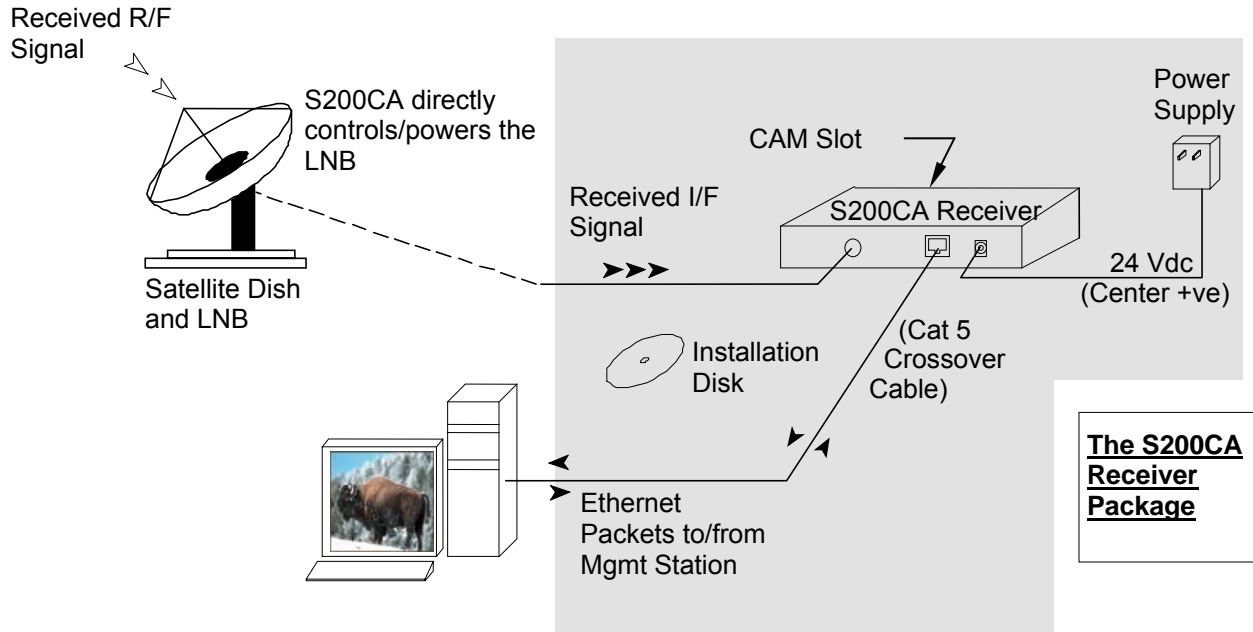 Received R/F
Signal
S200CA directly
controls/powers the
LNB
Satellite Dish
and LNB
Received I/F
Signal
CAM Slot
S200CA Receiver
Power
Supply
24 Vdc
(Center +ve)
(Cat 5
Crossover
Cable)
Installation
Disk
Ethernet
Packets to/from
Mgmt Station
The S200CA
Receiver
Package